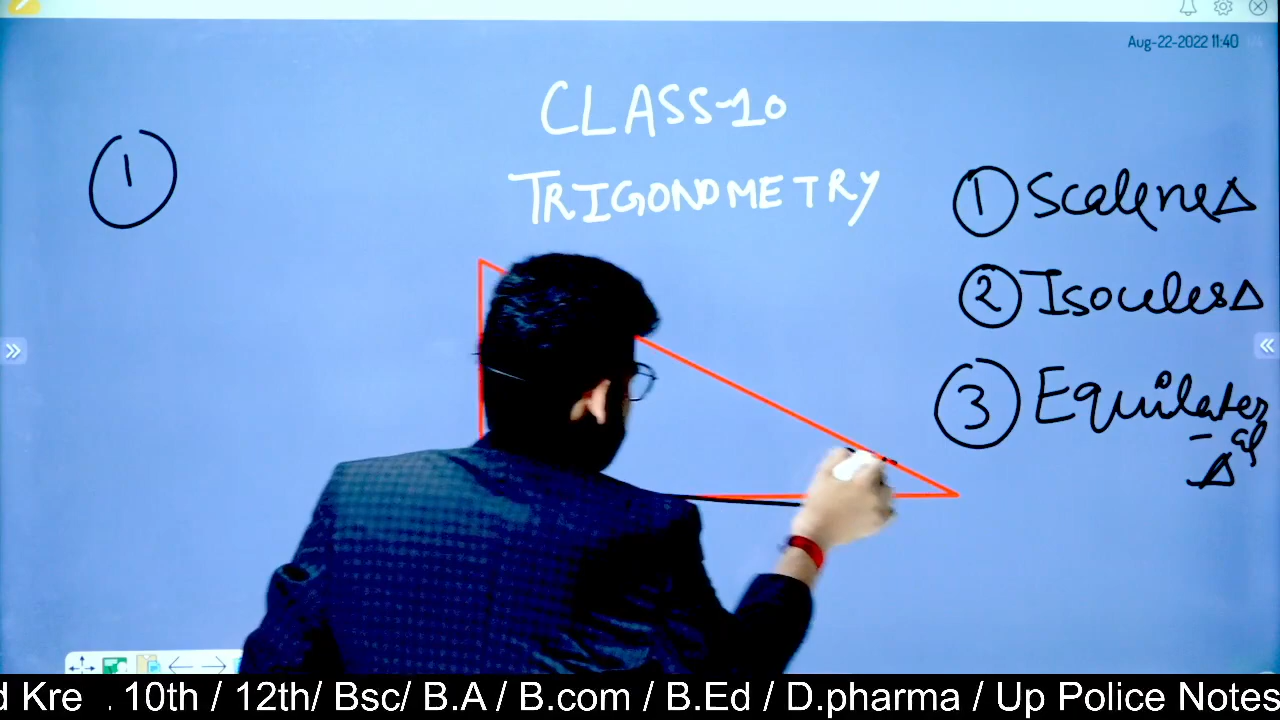 Aug-22-2022 11:40
CLASS-10
TRIGONOMETRY
1
1 Scalene Δ
2 Isoceles Δ
3 Equilater
al
Δ
10th / 12th/ Bsc/ B.A / B.com / B.Ed / D.pharma / Up Police Notes